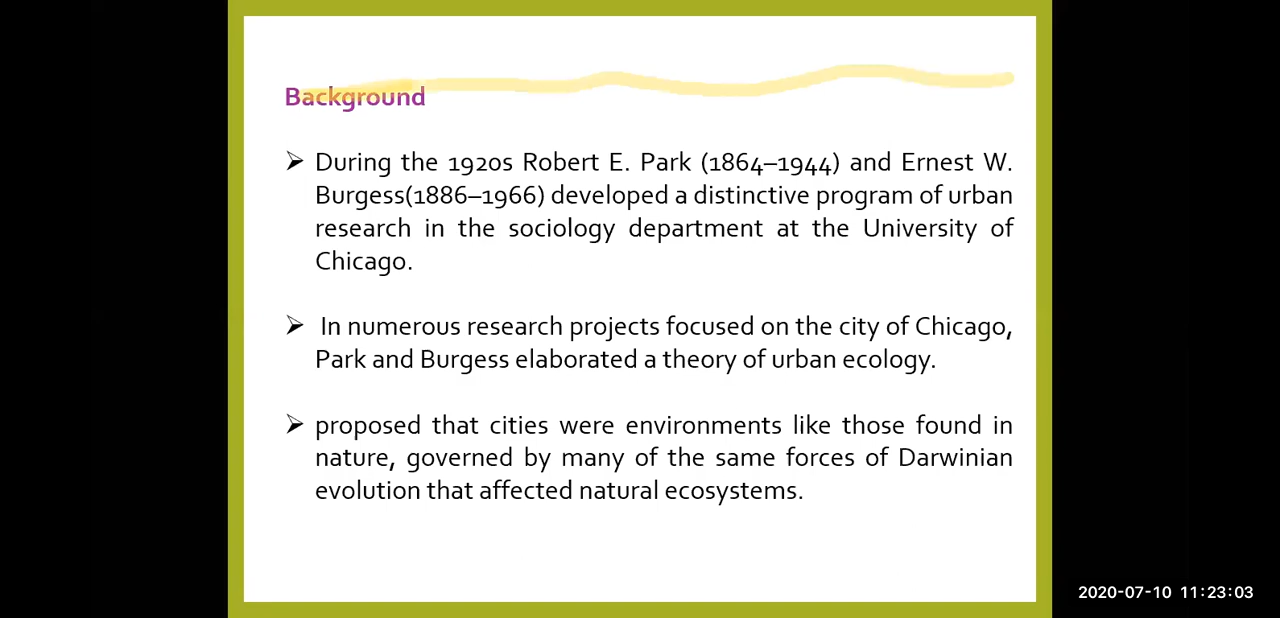 Background
➢ During the 1920s Robert E. Park (1864–1944) and Ernest W.
Burgess(1886–1966) developed a distinctive program of urban
research in the sociology department at the University of
Chicago.
➢ In numerous research projects focused on the city of Chicago,
Park and Burgess elaborated a theory of urban ecology.
➢ proposed that cities were environments like those found in
nature, governed by many of the same forces of Darwinian
evolution that affected natural ecosystems.
2020-07-10 11:23:03